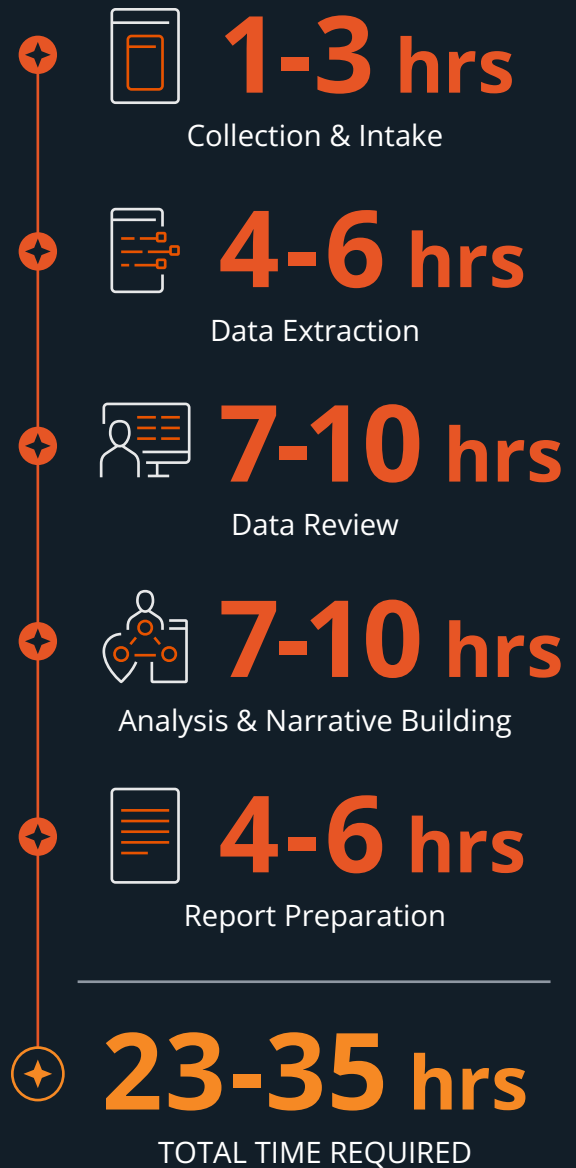 1-3 hrs
Collection & Intake
4-6 hrs
Data Extraction
7-10 hrs
Data Review
7-10 hrs
Analysis & Narrative Building
4-6 hrs
Report Preparation
23-35 hrs
TOTAL TIME REQUIRED